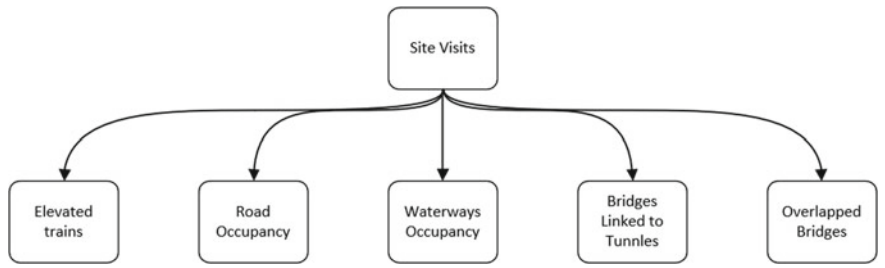 Site Visits
Elevated
trains
Road
Occupancy
Waterways
Occupancy
Bridges
Linked to
Tunnles
Overlapped
Bridges